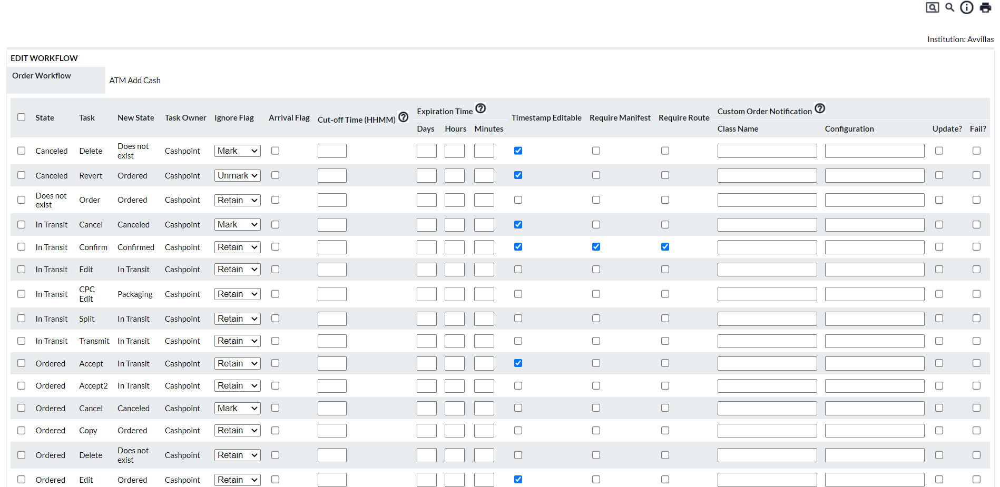 Institution: Avvillas
EDIT WORKFLOW
Order Workflow
ATM Add Cash
State Task New State Task Owner Ignore Flag Arrival Flag Cut-off Time (HHMM) Expiration Time Timestamp Editable Require Manifest Require Route Custom Order Notification
Days Hours Minutes Class Name Configuration Update? Fail?
Canceled Delete Does not exist Cashpoint Mark
Canceled Revert Ordered Cashpoint Unmark
Does not exist Order Ordered Cashpoint Retain
In Transit Cancel Canceled Cashpoint Mark
In Transit Confirm Confirmed Cashpoint Retain
In Transit Edit In Transit Cashpoint Retain
In Transit CPC Edit Packaging Cashpoint Retain
In Transit Split In Transit Cashpoint Retain
In Transit Transmit In Transit Cashpoint Retain
Ordered Accept In Transit Cashpoint Retain
Ordered Accept2 In Transit Cashpoint Retain
Ordered Cancel Canceled Cashpoint Mark
Ordered Copy Ordered Cashpoint Retain
Ordered Delete Does not exist Cashpoint Retain
Ordered Edit Ordered Cashpoint Retain